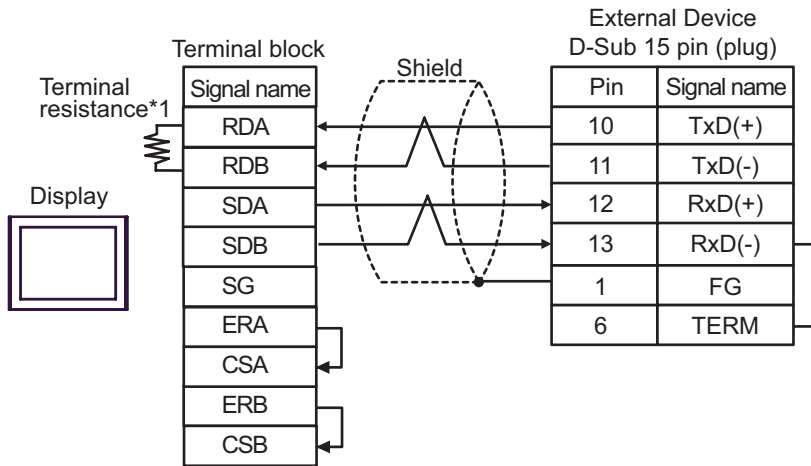 External Device
D-Sub 15 pin (plug)
Terminal block
Shield
Terminal
resistance*1
Display
Signal name
RDA
RDB
SDA
SDB
SG
ERA
CSA
ERB
CSB
Pin Signal name
10 TxD(+)
11 TxD(-)
12 RxD(+)
13 RxD(-)
1 FG
6 TERM